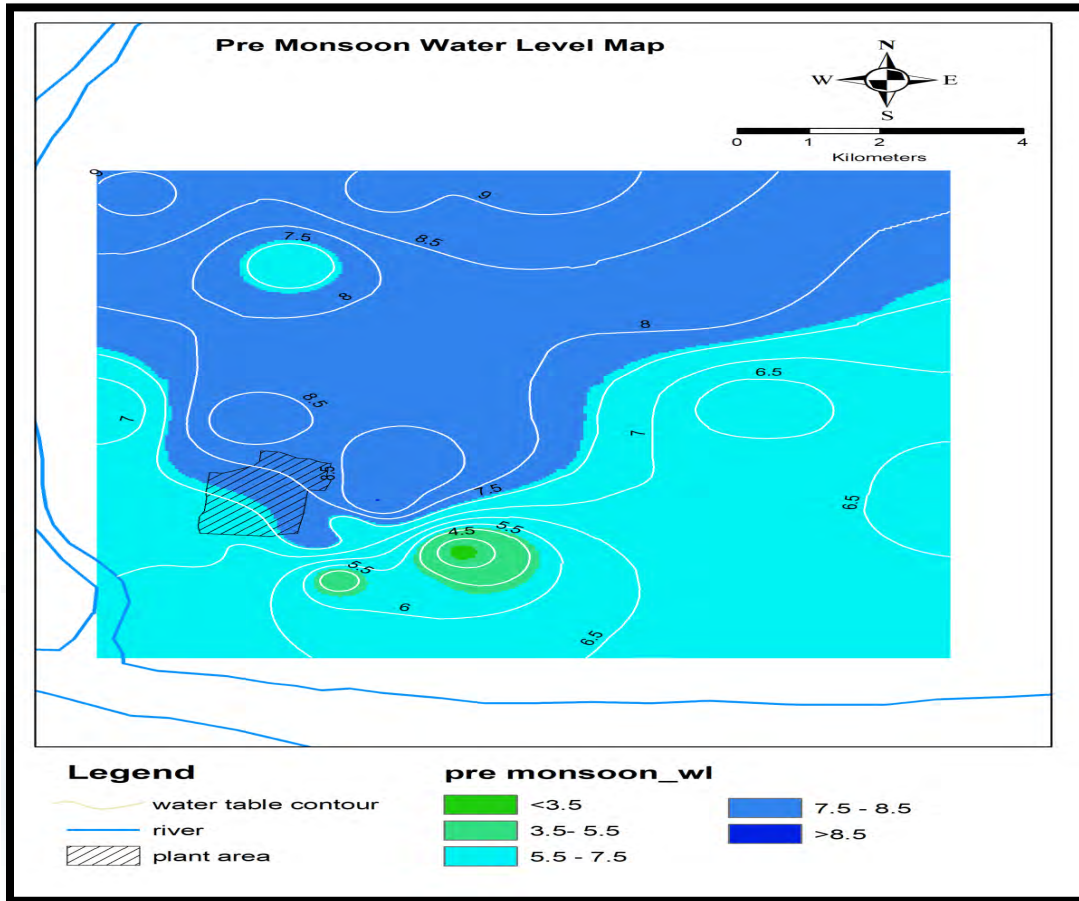 Pre Monsoon Water Level Map
N
W E
S
0 1 2 4
Kilometers
9
9
8.5
7.5
8
8
6.5
8.5
7
7
8.5
7.5
6.5
4.5
5.5
5.5
6
6.5
Legend
water table contour
river
plant area
pre monsoon_wl
<3.5
3.5- 5.5
5.5 - 7.5
7.5 - 8.5
>8.5